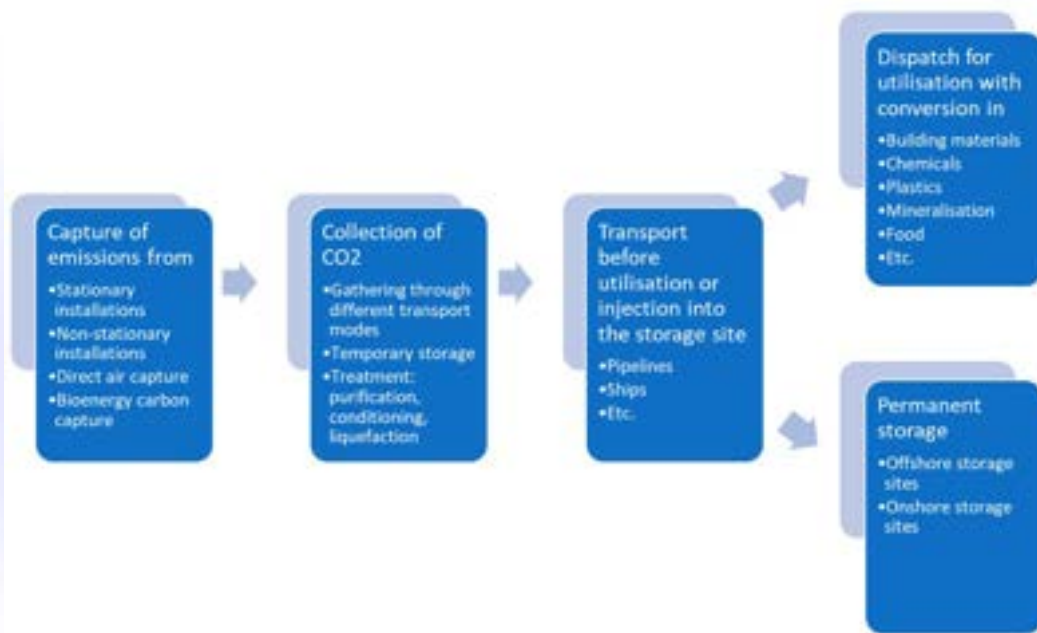 Capture of
emissions from
•Stationary
installations
•Non-stationary
installations
•Direct air capture
•Bioenergy carbon
capture
Collection of
CO2
•Gathering through
different transport
modes
•Temporary storage
•Treatment:
purification,
conditioning,
liquefaction
Transport
before
utilisation or
injection into
the storage site
•Pipelines
•Ships
•Etc.
Dispatch for
utilisation with
conversion in
•Building materials
•Chemicals
•Plastics
•Mineralisation
•Food
•Etc.
Permanent
storage
•Offshore storage
sites
•Onshore storage
sites